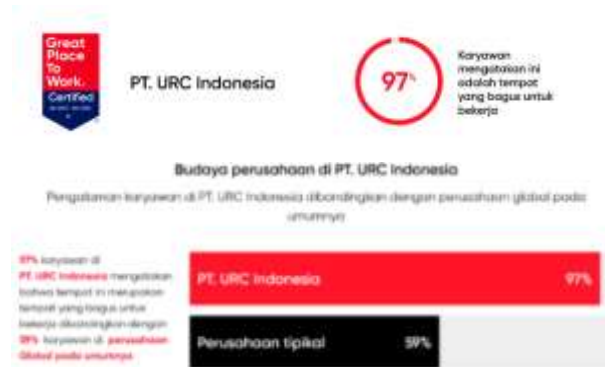 Great
Place
To
Work.
Certified
PT. URC Indonesia
97%
Karyawan
mengatakan ini
adalah tempat
yang bagus untuk
bekerja
Budaya perusahaan di PT. URC Indonesia
Pengalaman karyawan di PT. URC Indonesia dibandingkan dengan perusahaan global pada
umumnya
97% karyawan di
PT. URC Indonesia mengatakan
bahwa tempat ini merupakan
tempat yang bagus untuk
bekerja dibandingkan dengan
59% karyawan di perusahaan
Global pada umumnya
PT. URC Indonesia 97%
Perusahaan tipikal 59%